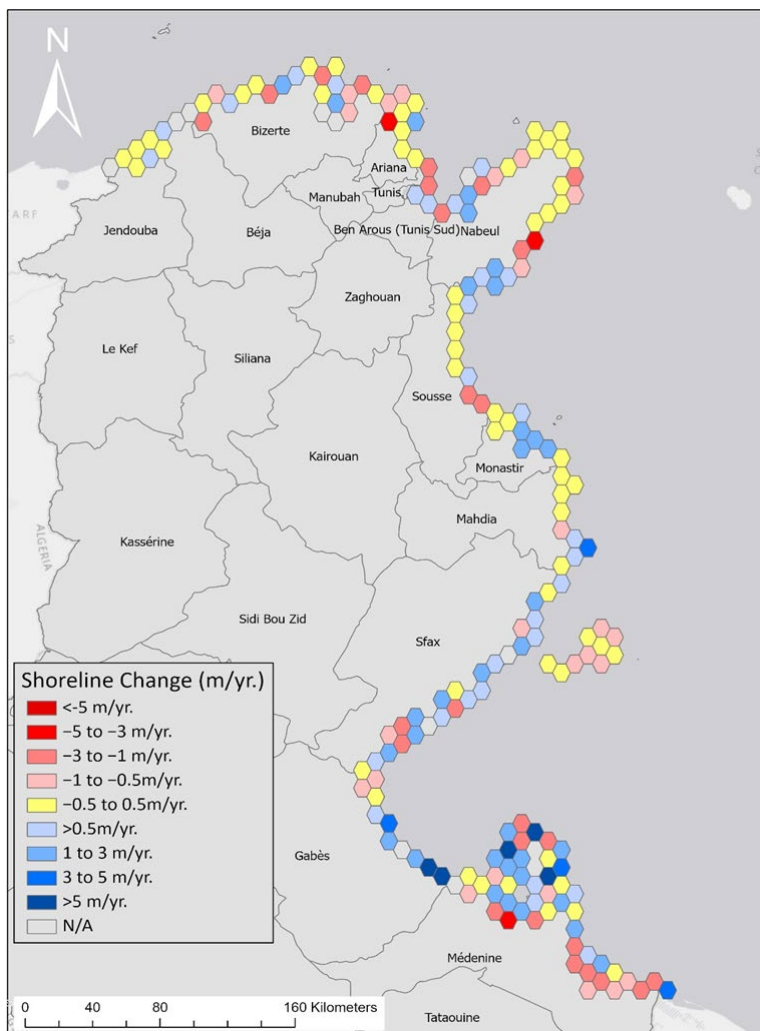 N
Bizerte
Ariana
Manubah
Tunis
Jendouba
Béja
Ben Arous (Tunis Sud)
Nabeul
Zaghouan
Le Kef
Siliana
Sousse
Kairouan
Monastir
Mahdia
Kassérine
ALGERIA
Sidi Bou Zid
Sfax
Shoreline Change (m/yr.)
<-5 m/yr.
−5 to −3 m/yr.
−3 to −1 m/yr.
−1 to −0.5m/yr.
−0.5 to 0.5m/yr.
>0.5m/yr.
1 to 3 m/yr.
3 to 5 m/yr.
>5 m/yr.
N/A
Gabès
Médenine
Tataouine
0 40 80 160 Kilometers